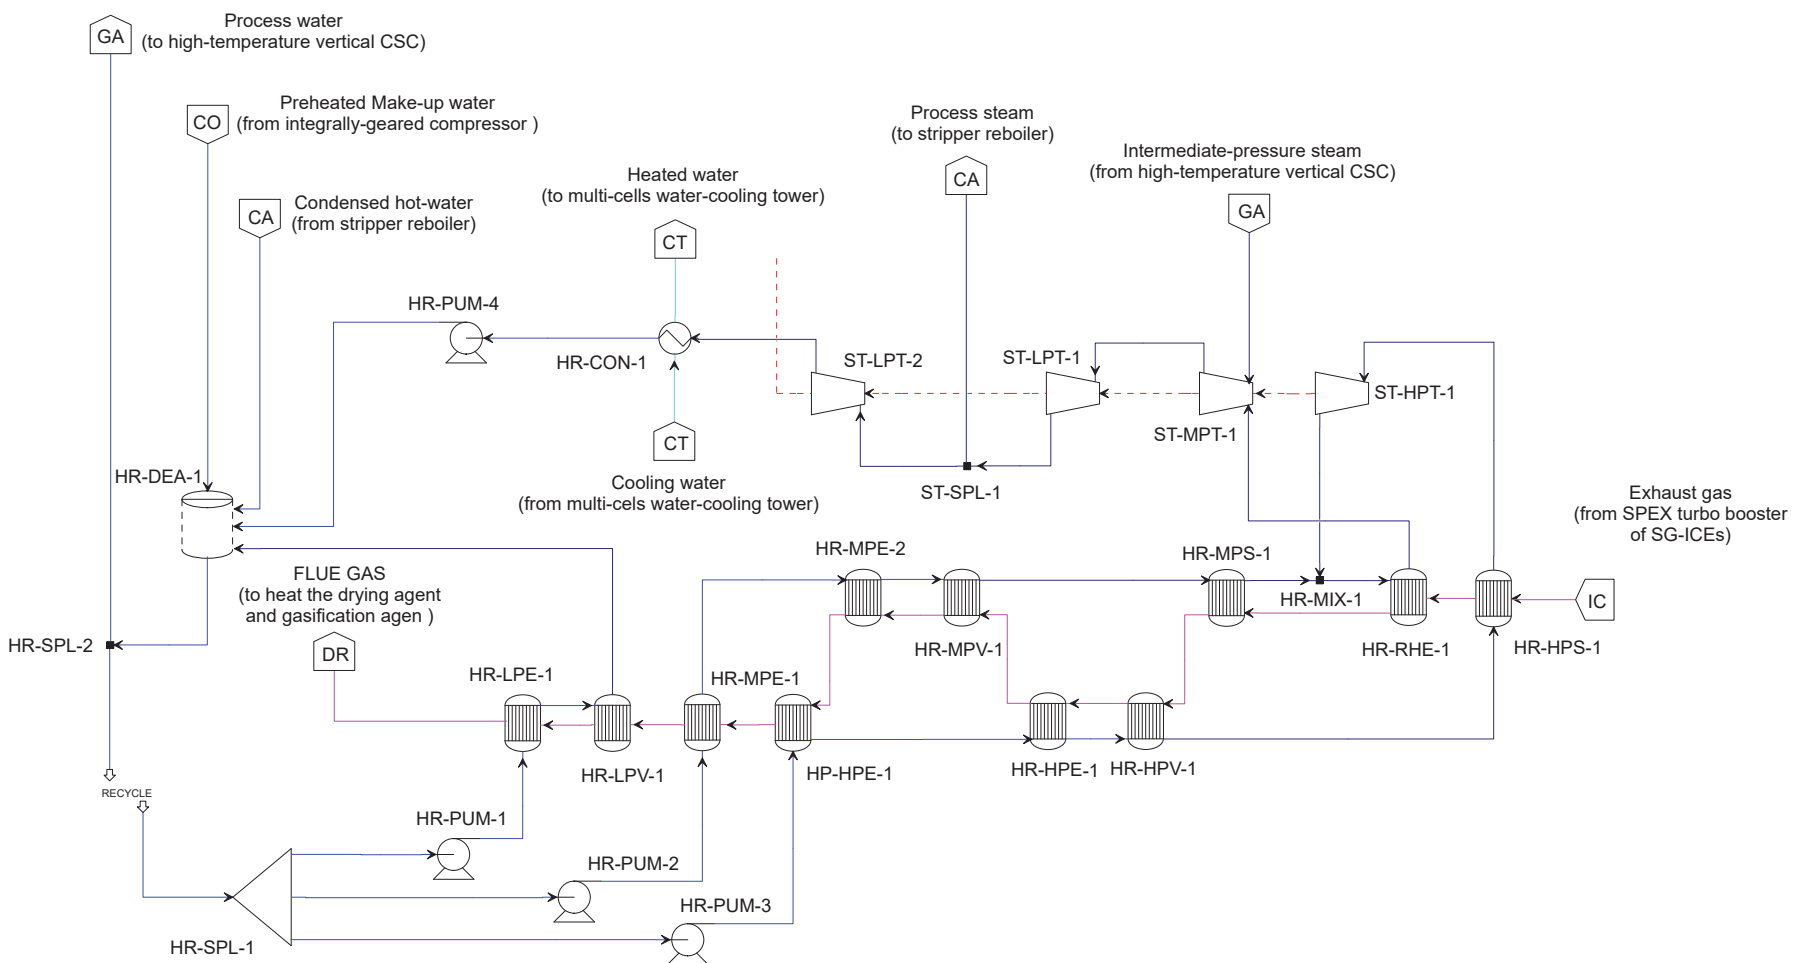 GA
Process water
(to high-temperature vertical CSC)
CO
Preheated Make-up water
(from integrally-geared compressor )
CA
Condensed hot-water
(from stripper reboiler)
Heated water
(to multi-cells water-cooling tower)
CT
Process steam
(to stripper reboiler)
CA
Intermediate-pressure steam
(from high-temperature vertical CSC)
GA
HR-PUM-4
HR-CON-1
ST-LPT-2
ST-LPT-1
ST-MPT-1
ST-HPT-1
CT
Cooling water
(from multi-cels water-cooling tower)
ST-SPL-1
HR-DEA-1
Exhaust gas
(from SPEX turbo booster
of SG-ICEs)
FLUE GAS
(to heat the drying agent
and gasification agen )
DR
HR-MPE-2
HR-MPV-1
HR-MPS-1
HR-MIX-1
HR-RHE-1
HR-HPS-1
IC
HR-SPL-2
HR-LPE-1
HR-LPV-1
HR-MPE-1
HP-HPE-1
HR-HPE-1
HR-HPV-1
RECYCLE
HR-PUM-1
HR-PUM-2
HR-PUM-3
HR-SPL-1